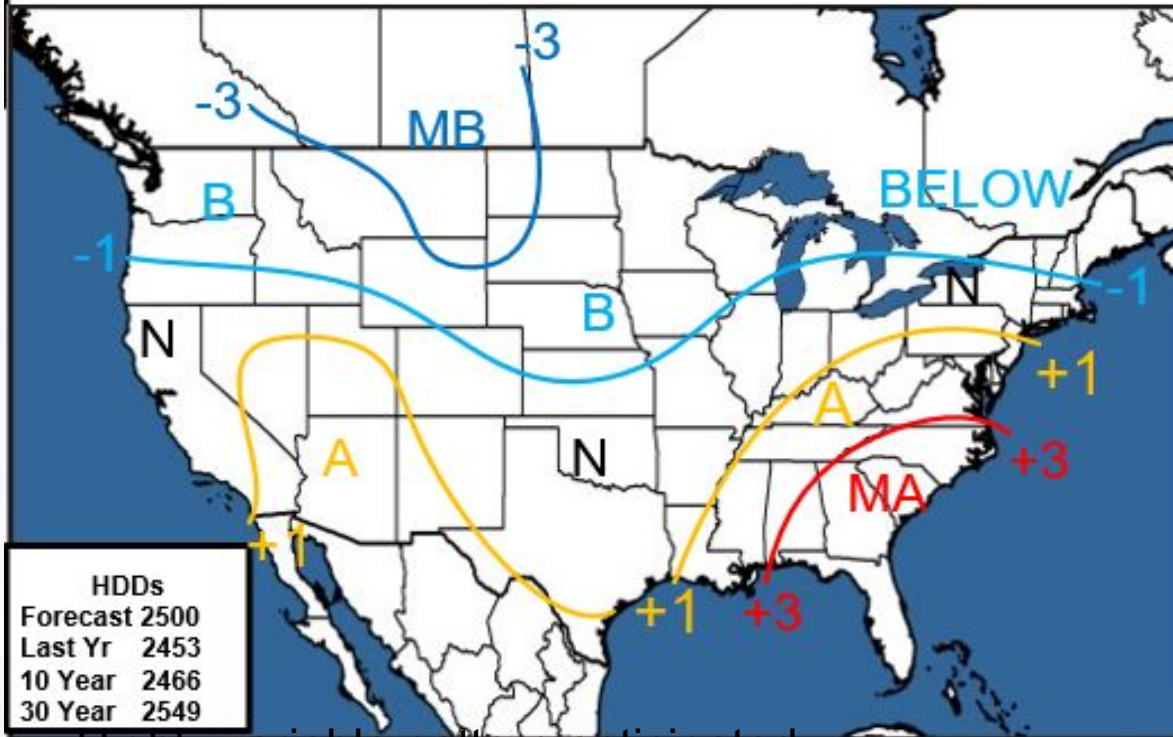 -3
-3
MB
B
BELOW
-1
N
B
N
-1
A
N
A
+1
+3
MA
+1
+1
+3
HDDs
Forecast 2500
Last Yr 2453
10 Year 2466
30 Year 2549